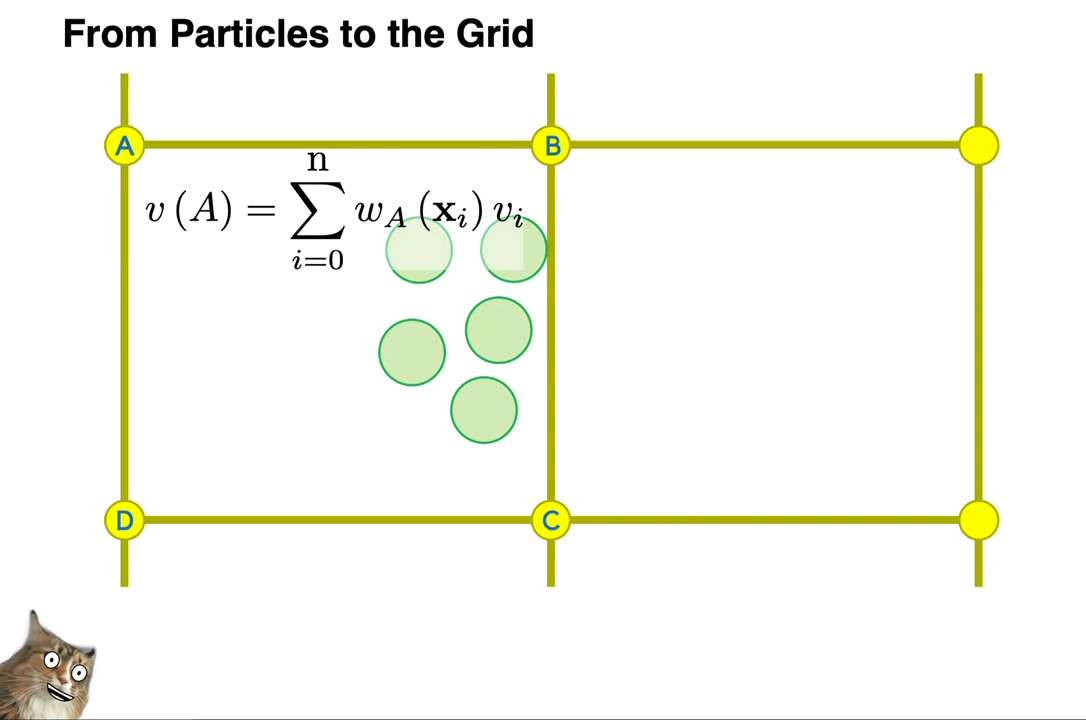 From Particles to the Grid
A
B
n
v (A) = ∑ w_A (𝐱_i) v_i
i=0
D
C